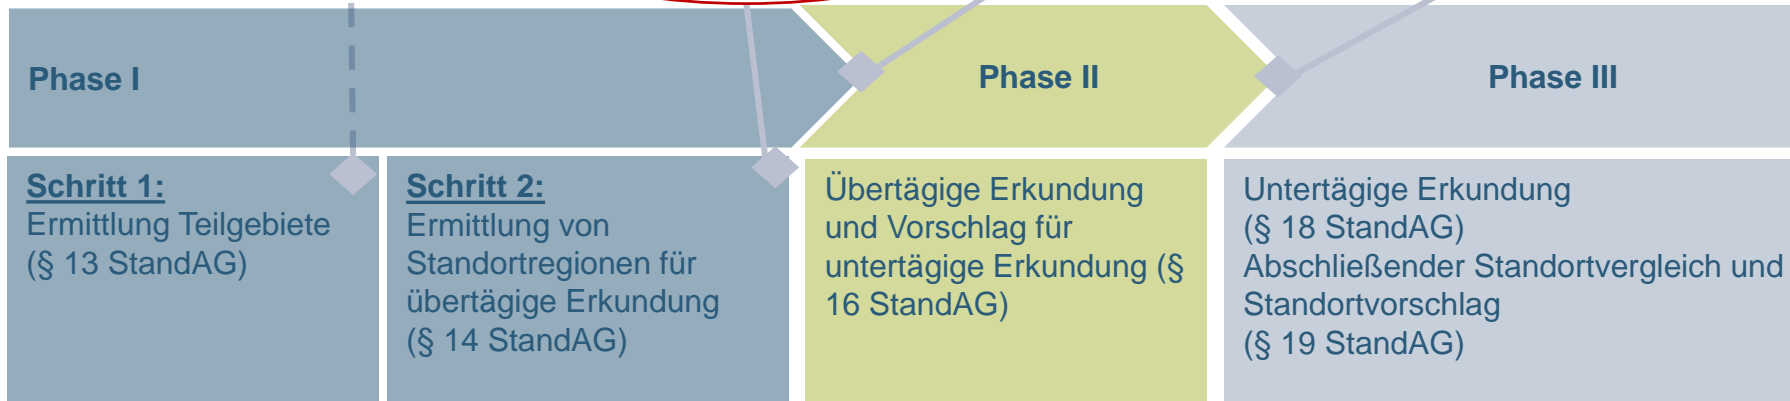 Phase I
Phase II
Phase III
Schritt 1:
Ermittlung Teilgebiete
(§ 13 StandAG)
Schritt 2:
Ermittlung von
Standortregionen für
übertägige Erkundung
(§ 14 StandAG)
Übertägige Erkundung
und Vorschlag für
untertägige Erkundung (§
16 StandAG)
Untertägige Erkundung
(§ 18 StandAG)
Abschließender Standortvergleich und
Standortvorschlag
(§ 19 StandAG)